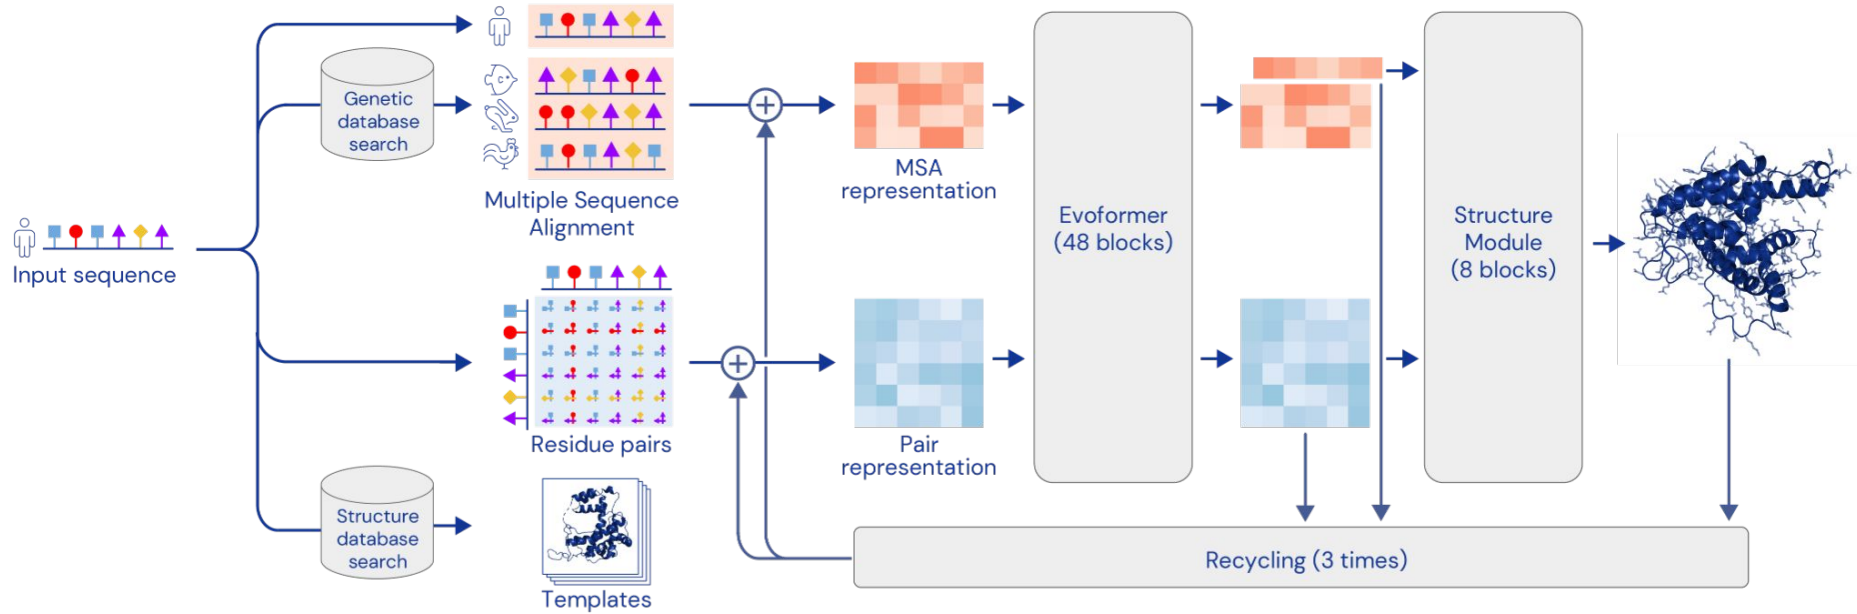 Genetic
database
search
Multiple Sequence
Alignment
Input sequence
Residue pairs
Structure
database
search
Templates
MSA
representation
Pair
representation
Evoformer
(48 blocks)
Structure
Module
(8 blocks)
Recycling (3 times)